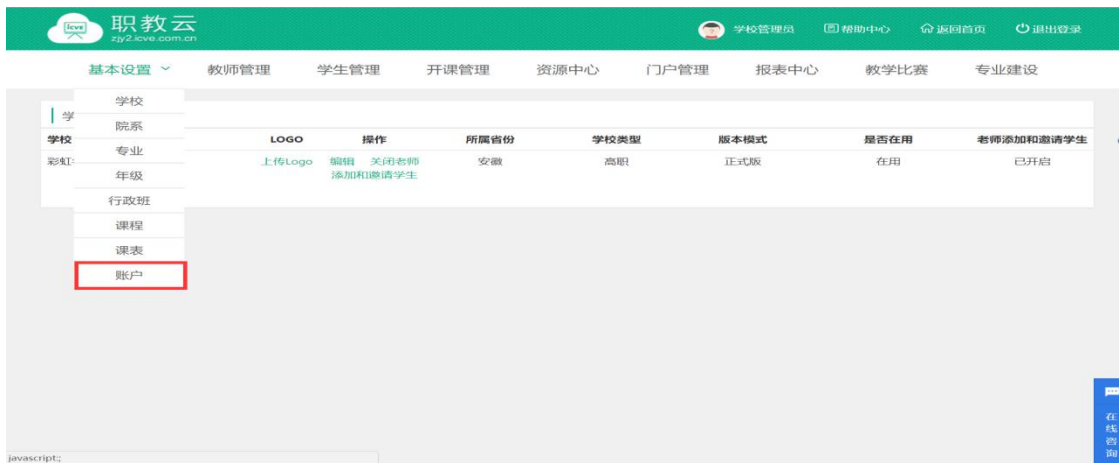 icve 职教云
zjy2.icve.com.cn
学校管理员 帮助中心 返回首页 退出登录
基本设置 教师管理 学生管理 开课管理 资源中心 门户管理 报表中心 教学比赛 专业建设
学校
院系
专业
年级
行政班
课程
课表
账户
学
学校 LOGO 操作 所属省份 学校类型 版本模式 是否在用 老师添加和邀请学生
彩虹 上传Logo 编辑 关闭老师 安徽 高职 正式版 在用 已开启
添加和邀请学生
在线咨询
javascript:;